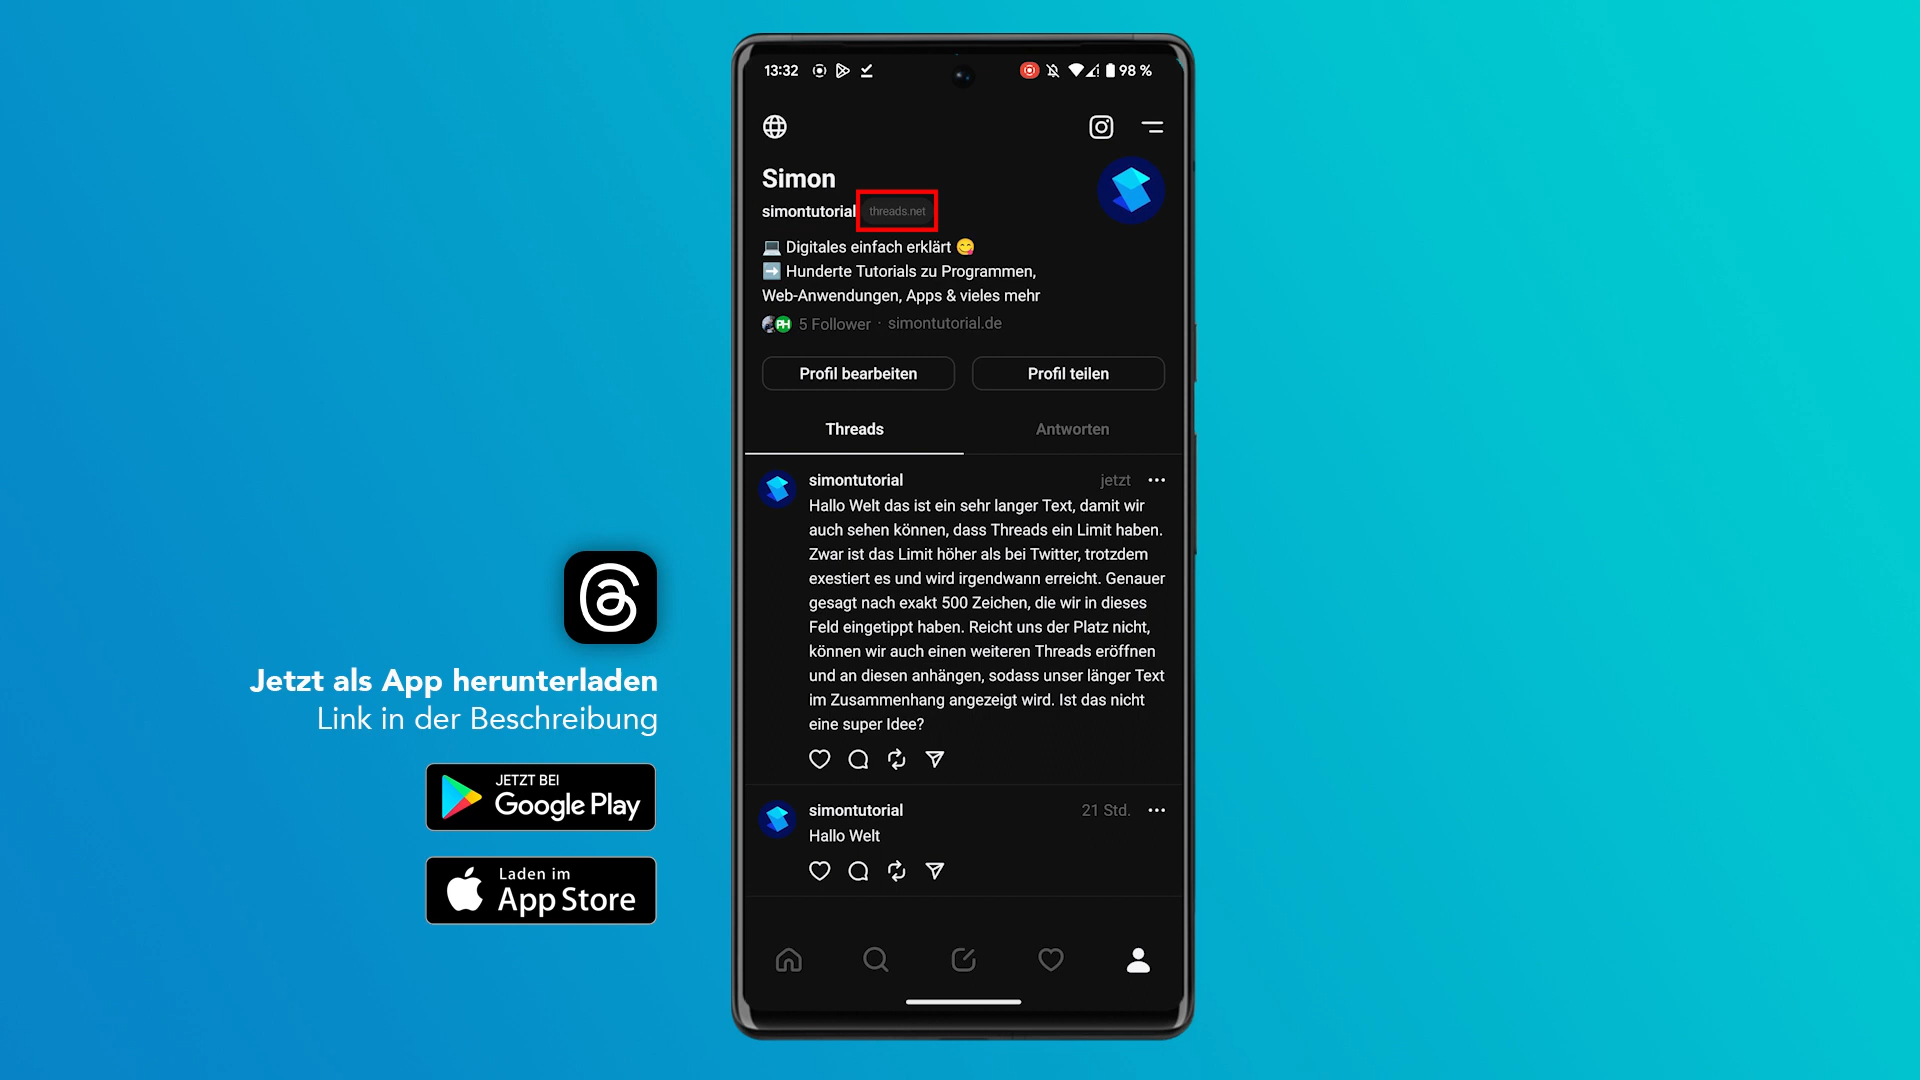 13:32
98 %
Simon
simontutorial threads.net
💻 Digitales einfach erklärt 😋
➡️ Hunderte Tutorials zu Programmen,
Web-Anwendungen, Apps & vieles mehr
PH 5 Follower · simontutorial.de
Profil bearbeiten
Profil teilen
Threads
Antworten
simontutorial
jetzt
Hallo Welt das ist ein sehr langer Text, damit wir
auch sehen können, dass Threads ein Limit haben.
Zwar ist das Limit höher als bei Twitter, trotzdem
exestiert es und wird irgendwann erreicht. Genauer
gesagt nach exakt 500 Zeichen, die wir in dieses
Feld eingetippt haben. Reicht uns der Platz nicht,
können wir auch einen weiteren Threads eröffnen
und an diesen anhängen, sodass unser länger Text
im Zusammenhang angezeigt wird. Ist das nicht
eine super Idee?
simontutorial
21 Std.
Hallo Welt
Jetzt als App herunterladen
Link in der Beschreibung
JETZT BEI
Google Play
Laden im
App Store